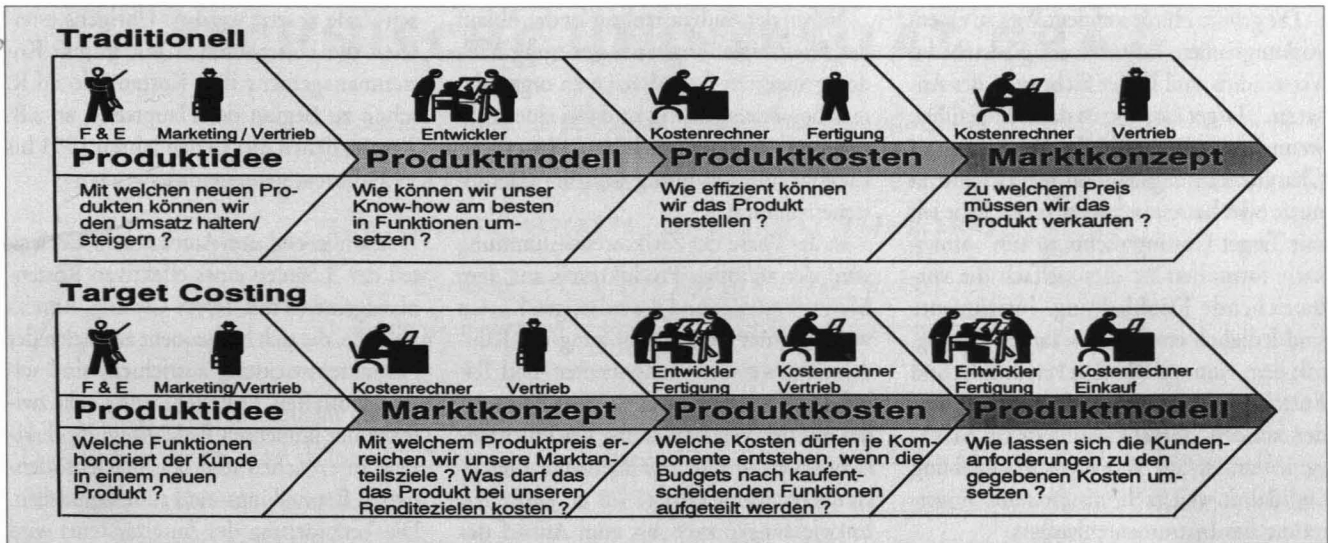 Traditionell
F & E Marketing / Vertrieb Entwickler Kostenrechner Fertigung Kostenrechner Vertrieb
Produktidee Produktmodell Produktkosten Marktkonzept
Mit welchen neuen Pro-
dukten können wir
den Umsatz halten/
steigern ?
Wie können wir unser
Know-how am besten
in Funktionen um-
setzen ?
Wie effizient können
wir das Produkt
herstellen ?
Zu welchem Preis
müssen wir das
Produkt verkaufen ?
Target Costing
F & E Marketing/Vertrieb Kostenrechner Vertrieb
Entwickler Kostenrechner
Fertigung Vertrieb
Entwickler Kostenrechner
Fertigung Einkauf
Produktidee Marktkonzept Produktkosten Produktmodell
Welche Funktionen
honoriert der Kunde
in einem neuen
Produkt ?
Mit welchem Produktpreis er-
reichen wir unsere Marktan-
teilsziele ? Was darf das
das Produkt bei unseren
Renditezielen kosten ?
Welche Kosten dürfen je Kom-
ponente entstehen, wenn die
Budgets nach kaufent-
scheidenden Funktionen
aufgeteilt werden ?
Wie lassen sich die Kunden-
anforderungen zu den
gegebenen Kosten um-
setzen ?